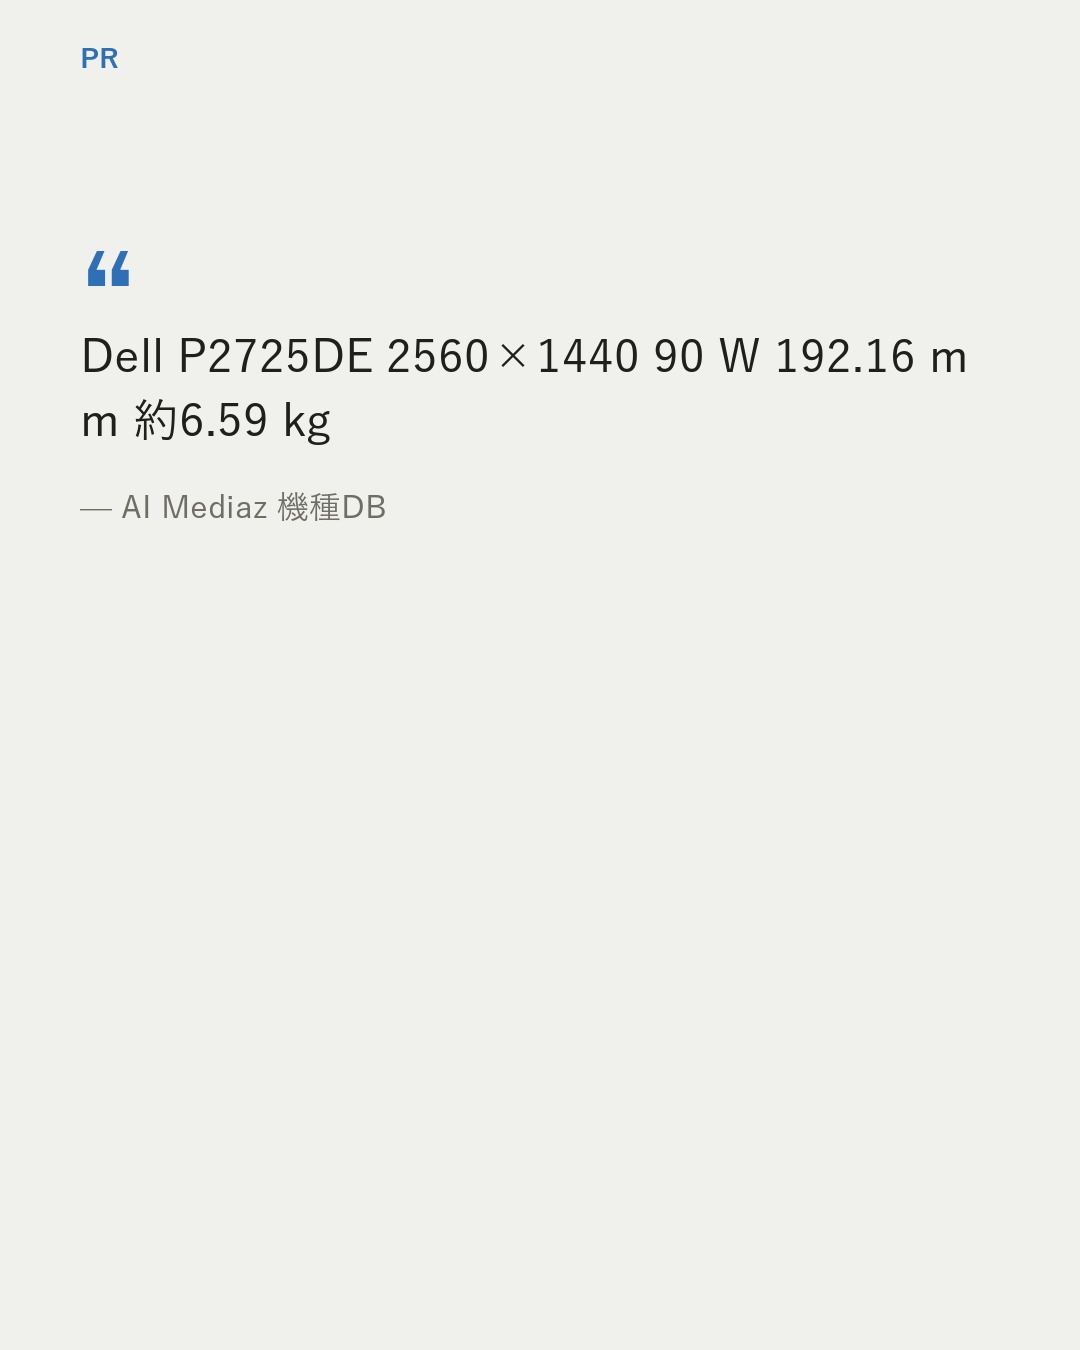 PR
“
Dell P2725DE 2560×1440 90 W 192.16 m
m 約6.59 kg
— AI Mediaz 機種DB